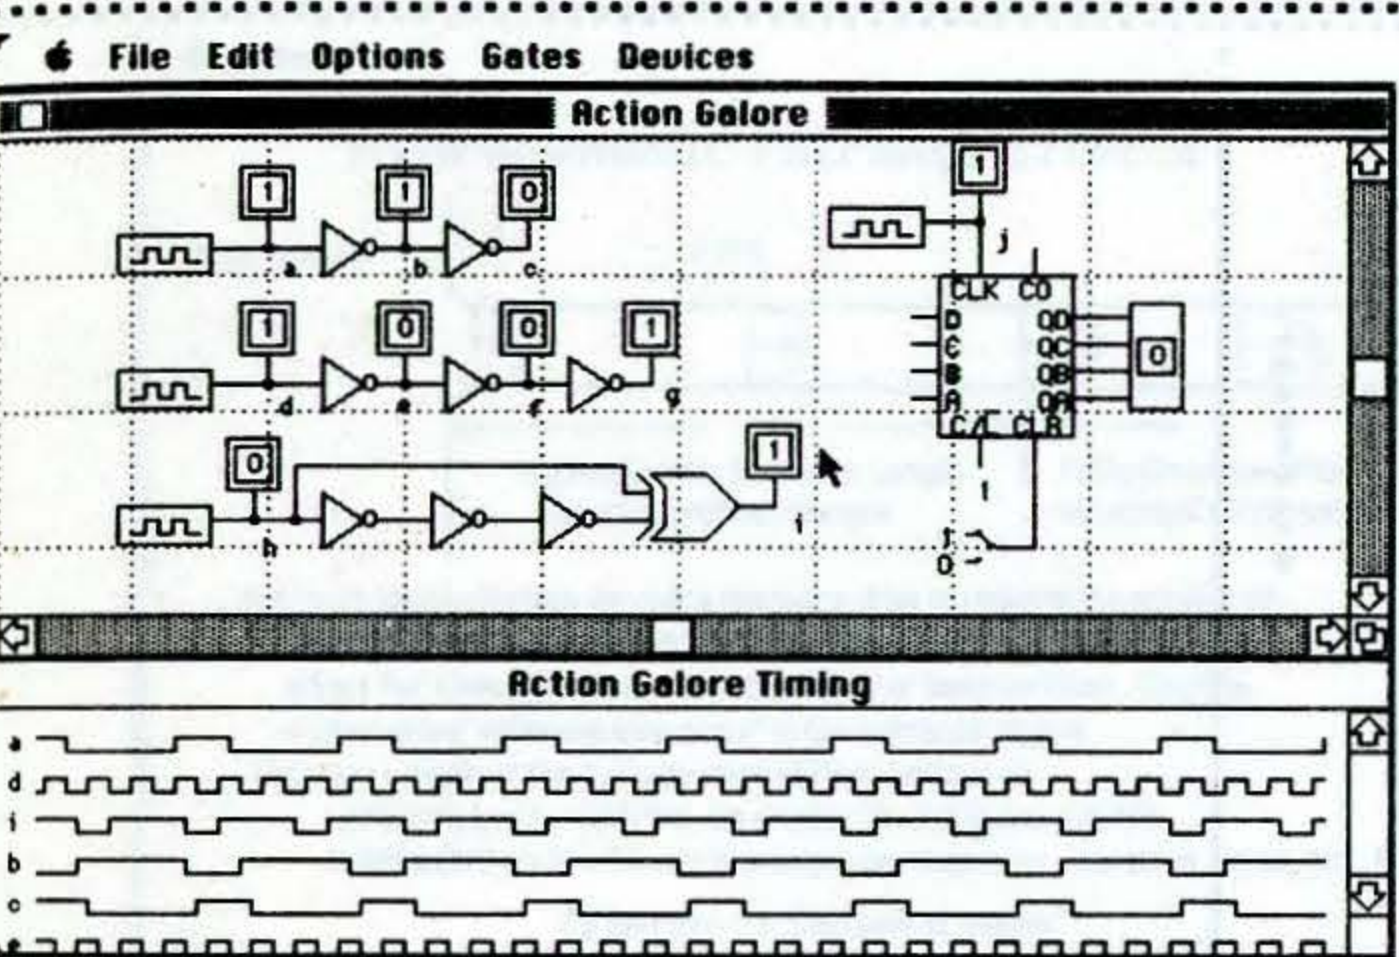 File Edit Options Gates Devices
Action Galore
1 1 0 1
a b c j
CLK CO
1 0 0 1
D QD
C QC
B QB 0
A QA
d e f g
C/L CLR
0 1
1
0
h i
Action Galore Timing
a
d
i
b
c
e